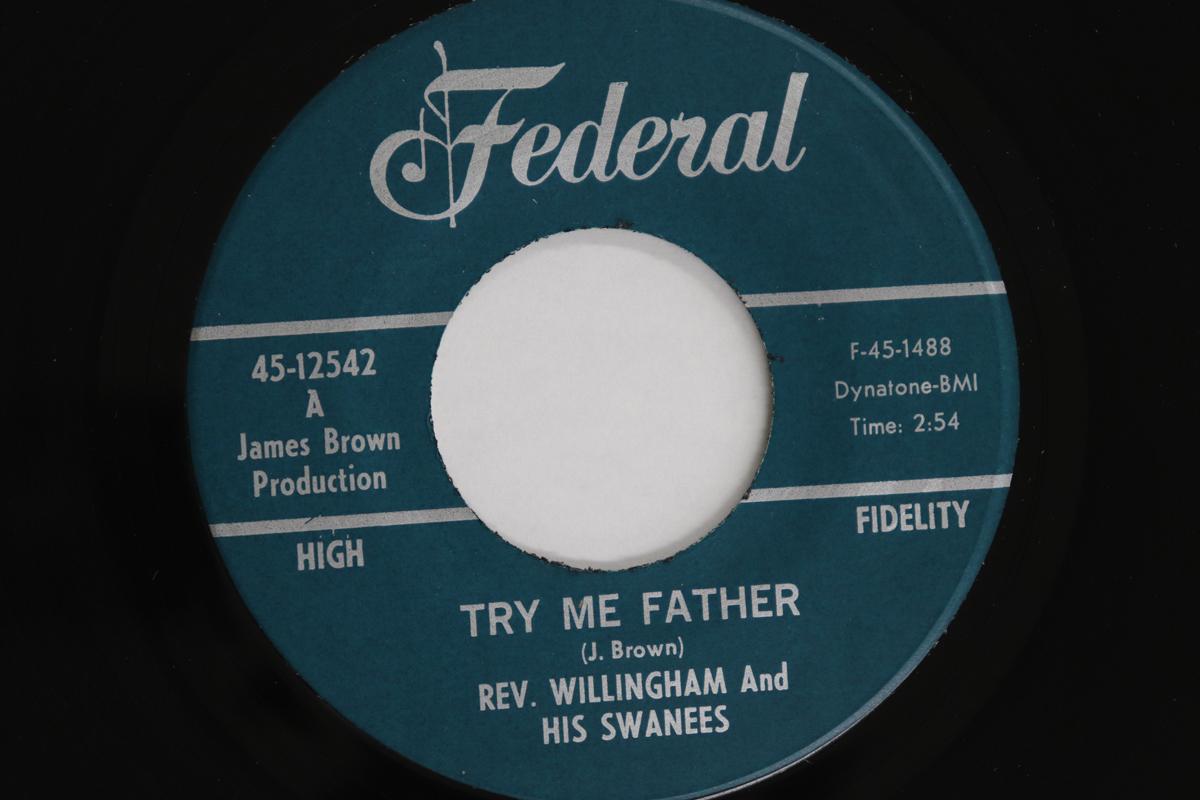 Federal
45-12542
A
James Brown
Production
F-45-1488
Dynatone-BMI
Time: 2:54
HIGH
FIDELITY
TRY ME FATHER
(J. Brown)
REV. WILLINGHAM And
HIS SWANEES